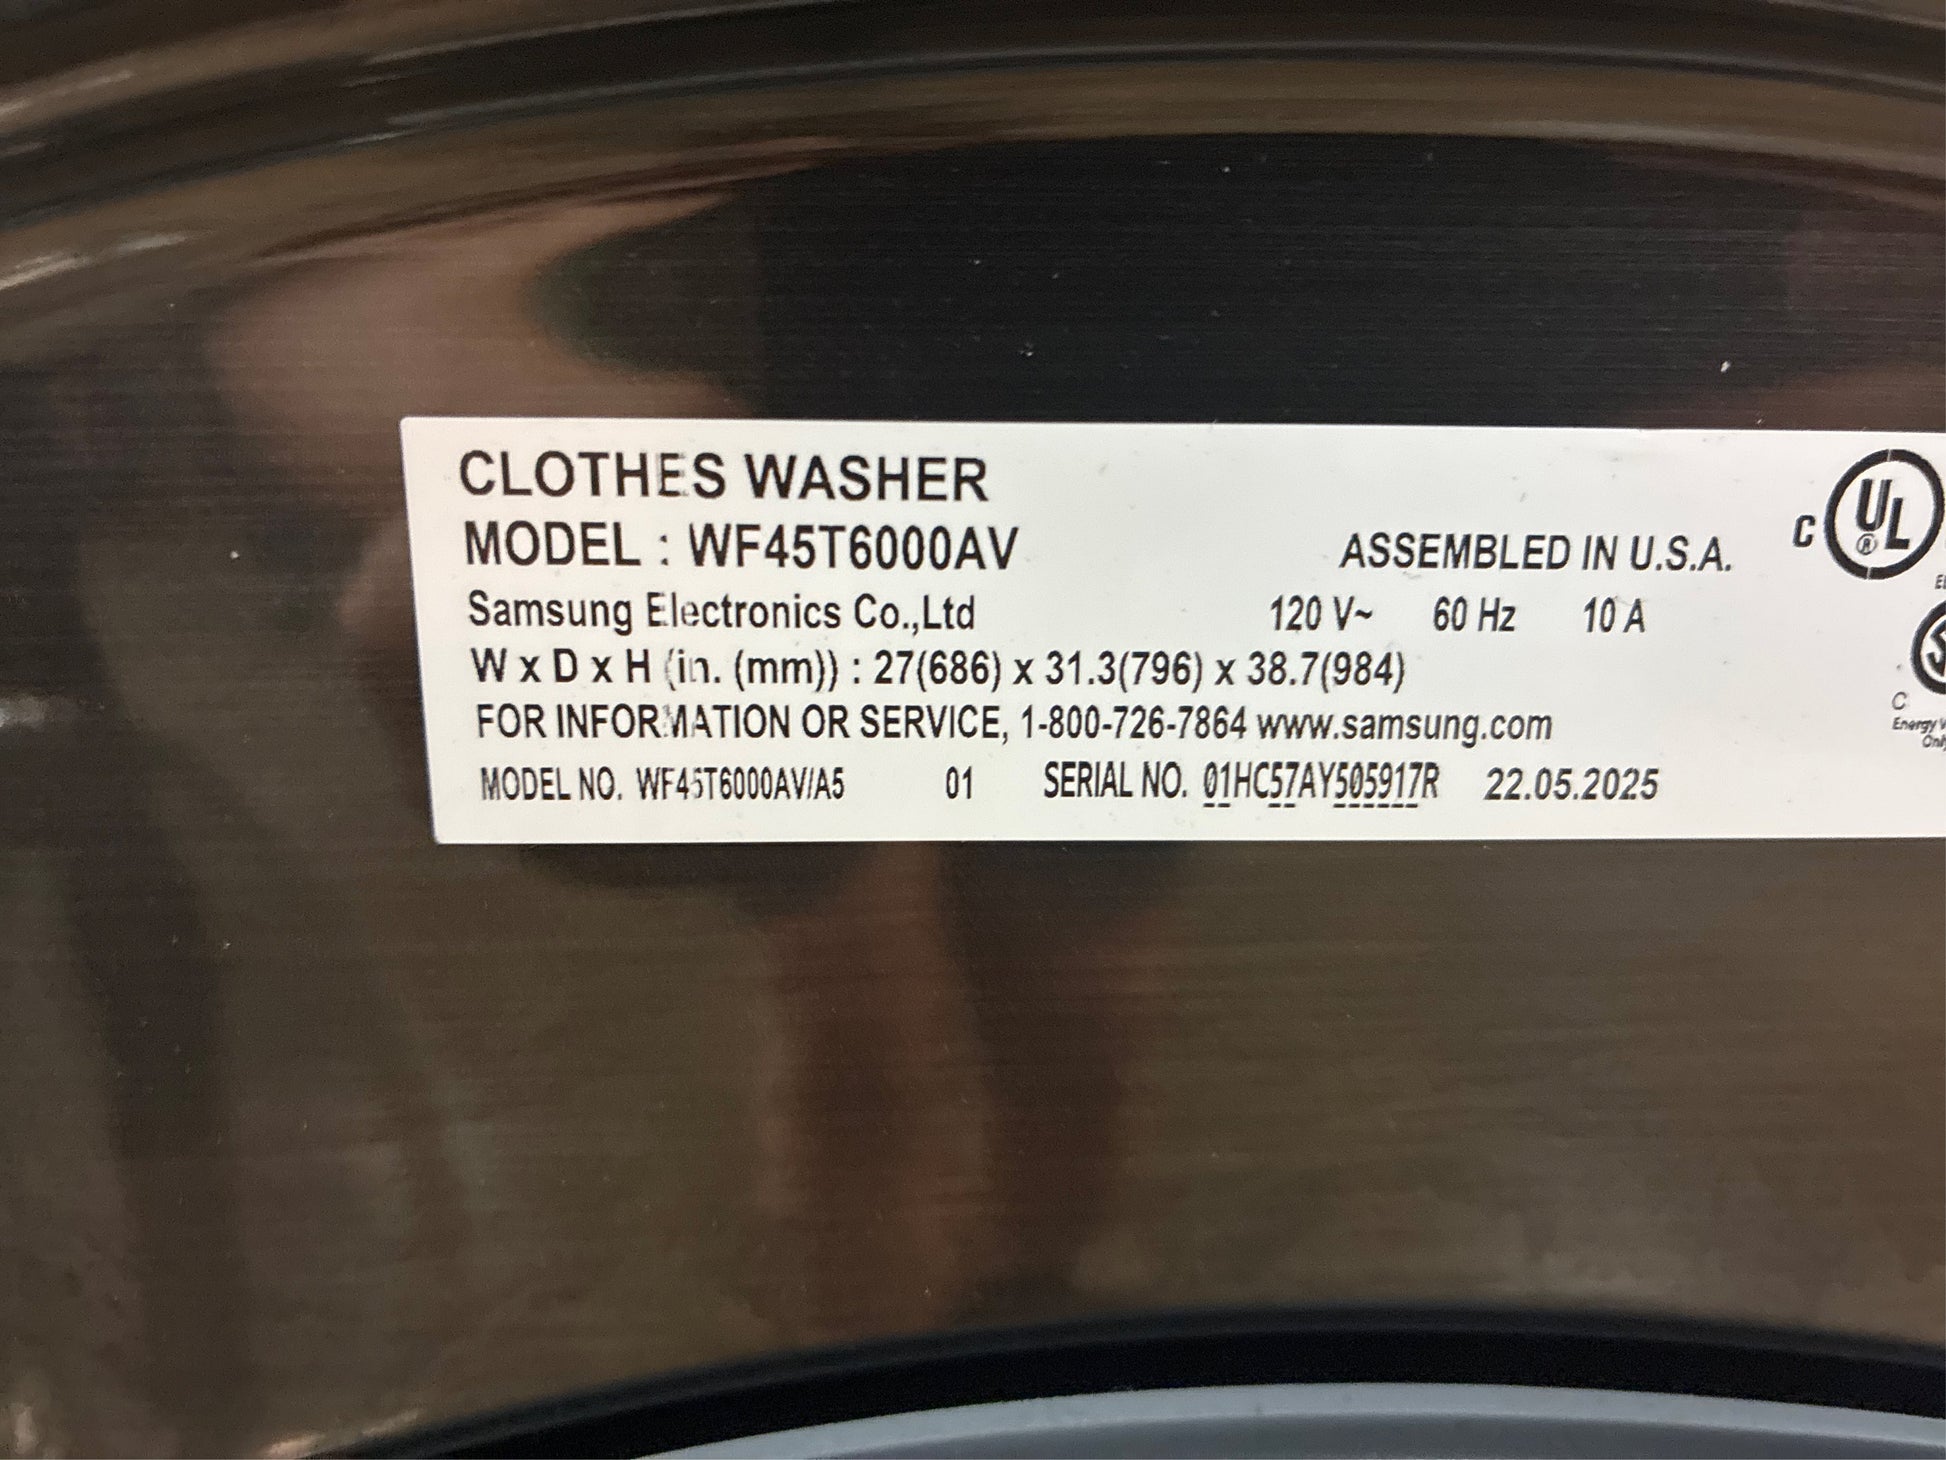 CLOTHES WASHER
MODEL : WF45T6000AV
ASSEMBLED IN U.S.A.
C UL ®
Samsung Electronics Co.,Ltd
120 V~ 60 Hz 10 A
W x D x H (in. (mm)) : 27(686) x 31.3(796) x 38.7(984)
FOR INFORMATION OR SERVICE, 1-800-726-7864 www.samsung.com
C
Energy
MODEL NO. WF45T6000AV/A5 01 SERIAL NO. 01HC57AY505917R 22.05.2025